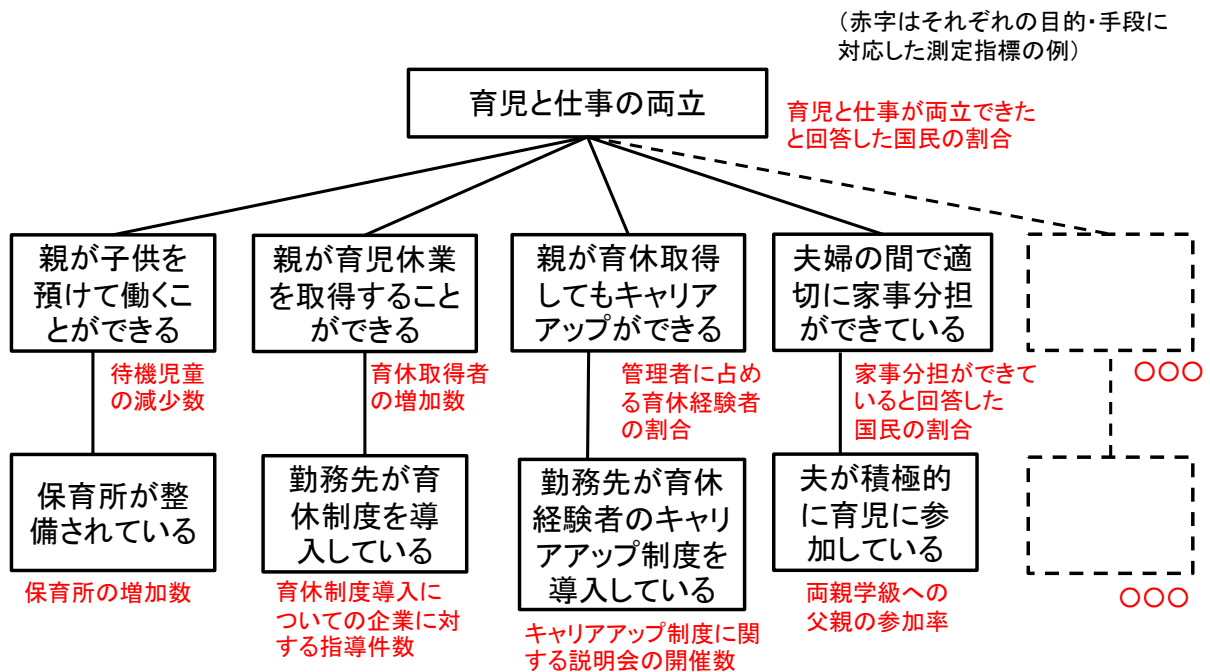 (赤字はそれぞれの目的・手段に
対応した測定指標の例)
育児と仕事の両立
育児と仕事が両立できた
と回答した国民の割合
親が子供を
預けて働くこ
とができる
親が育児休業
を取得すること
ができる
親が育休取得
してもキャリア
アップができる
夫婦の間で適
切に家事分担
ができている
待機児童
の減少数
育休取得者
の増加数
管理者に占め
る育休経験者
の割合
家事分担ができて
いると回答した
国民の割合
○○○
保育所が整
備されている
勤務先が育
休制度を導
入している
勤務先が育休
経験者のキャリ
アアップ制度を
導入している
夫が積極的
に育児に参
加している
保育所の増加数
育休制度導入に
ついての企業に対
する指導件数
キャリアアップ制度に関
する説明会の開催数
両親学級への
父親の参加率
○○○